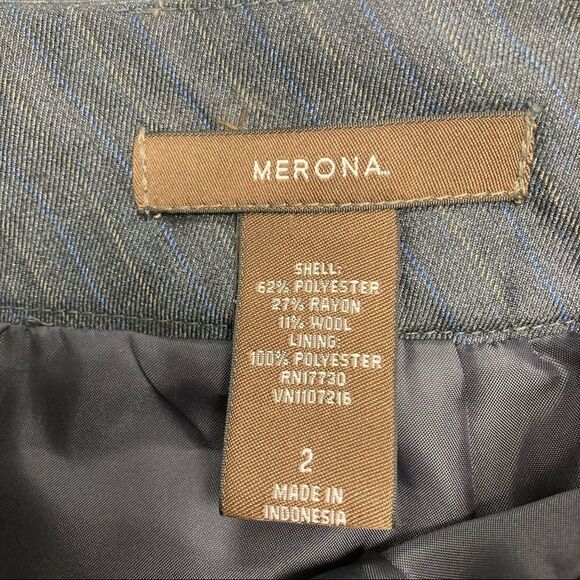 MERONA
SHELL:
62% POLYESTER
27% RAYON
11% WOOL
LINING:
100% POLYESTER
RN17730
VN1107216
2
MADE IN
INDONESIA